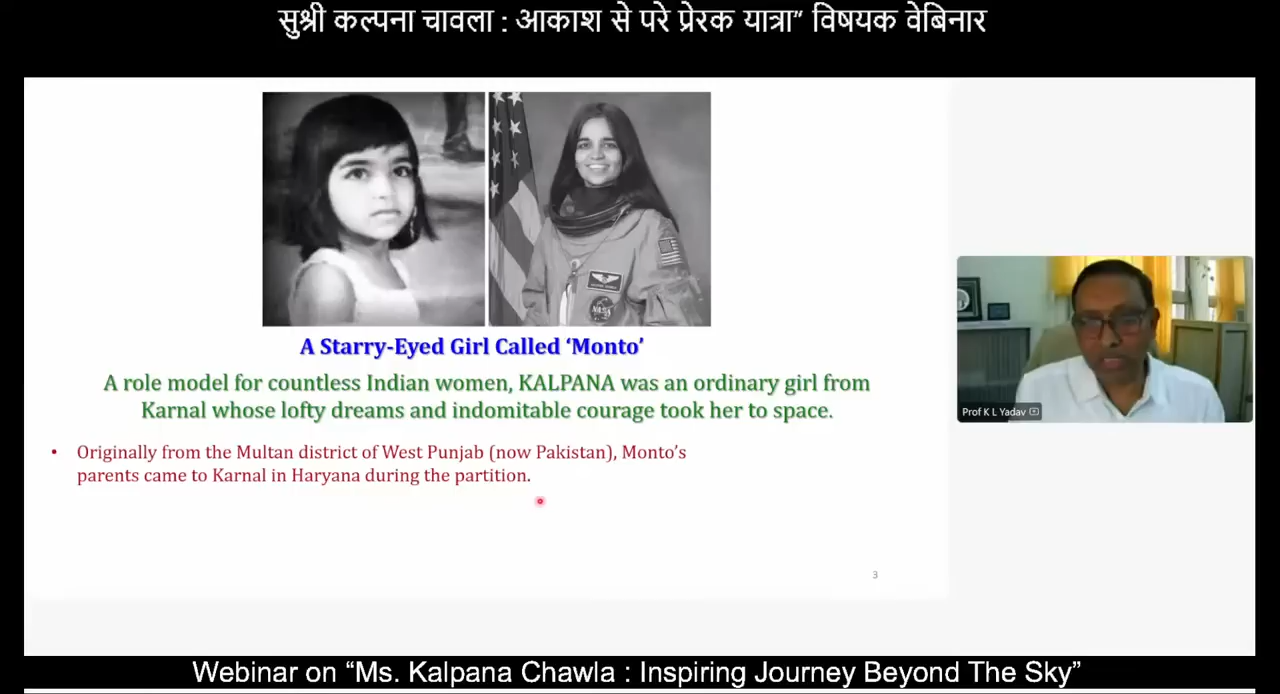 सुश्री कल्पना चावला : आकाश से परे प्रेरक यात्रा” विषयक वेबिनार
A Starry-Eyed Girl Called ‘Monto’
A role model for countless Indian women, KALPANA was an ordinary girl from
Karnal whose lofty dreams and indomitable courage took her to space.
• Originally from the Multan district of West Punjab (now Pakistan), Monto’s
parents came to Karnal in Haryana during the partition.
3
Prof K L Yadav
NASA
Webinar on “Ms. Kalpana Chawla : Inspiring Journey Beyond The Sky”